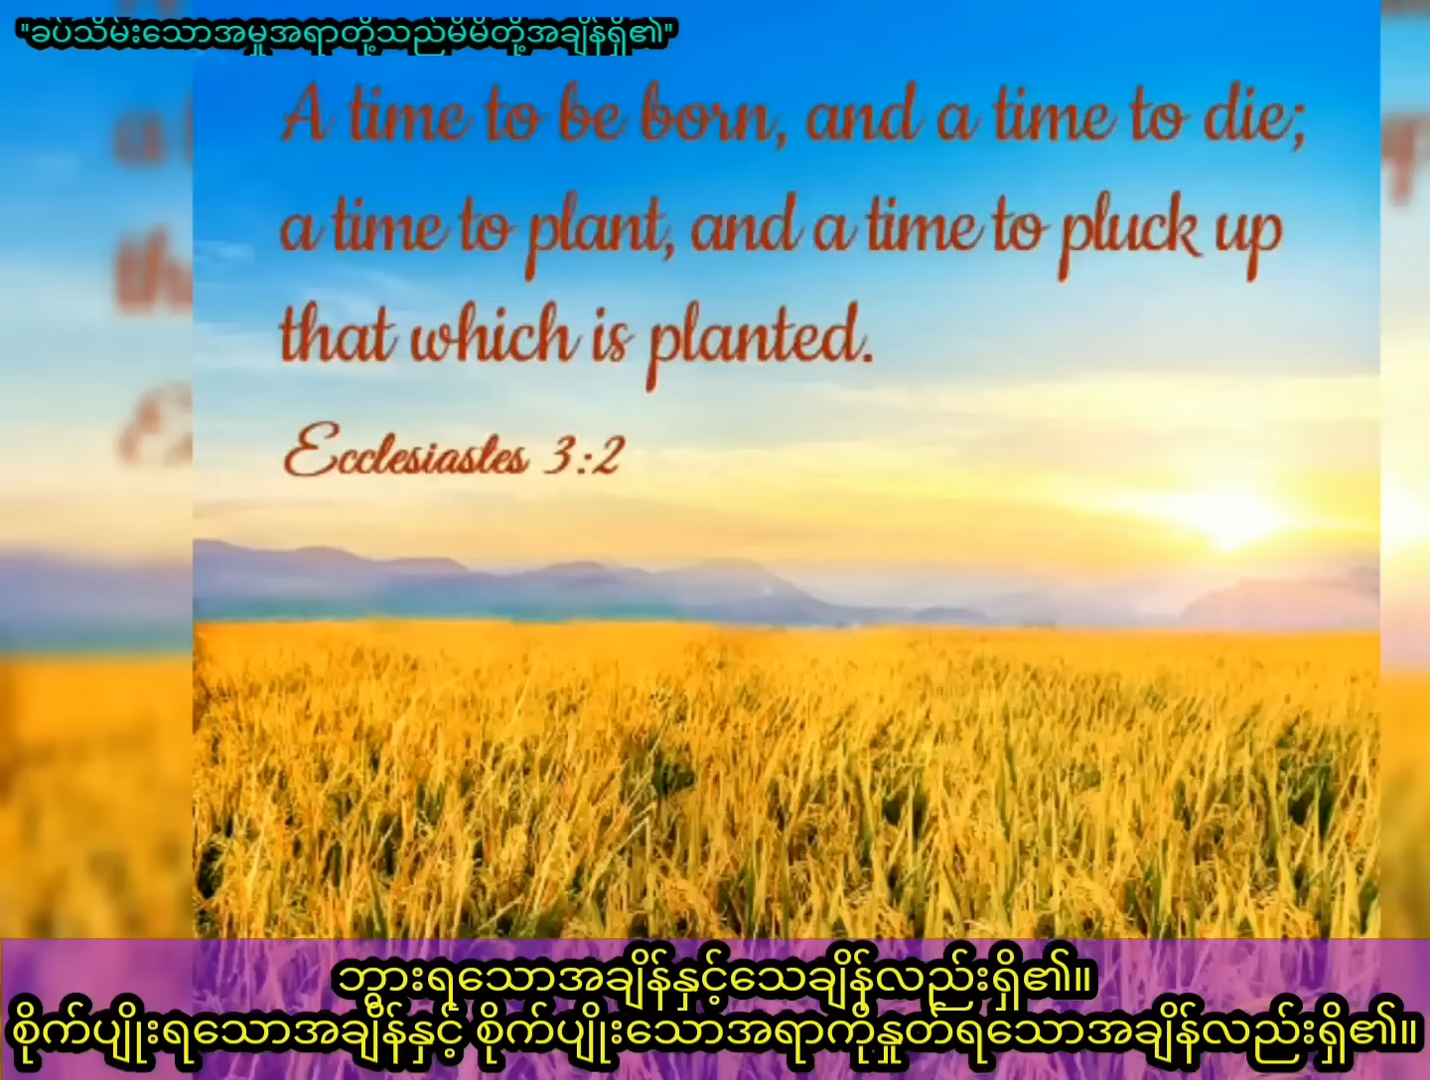 "ခပ်သိမ်းသောအမှုအရာတို့သည်မိမိတို့အချိန်ရှိ၏"
A time to be born, and a time to die;
a time to plant, and a time to pluck up
that which is planted.
Ecclesiastes 3:2
ဘွားရသောအချိန်နှင့်သေချိန်လည်းရှိ၏။
စိုက်ပျိုးရသောအချိန်နှင့် စိုက်ပျိုးသောအရာကိုနှုတ်ရသောအချိန်လည်းရှိ၏။